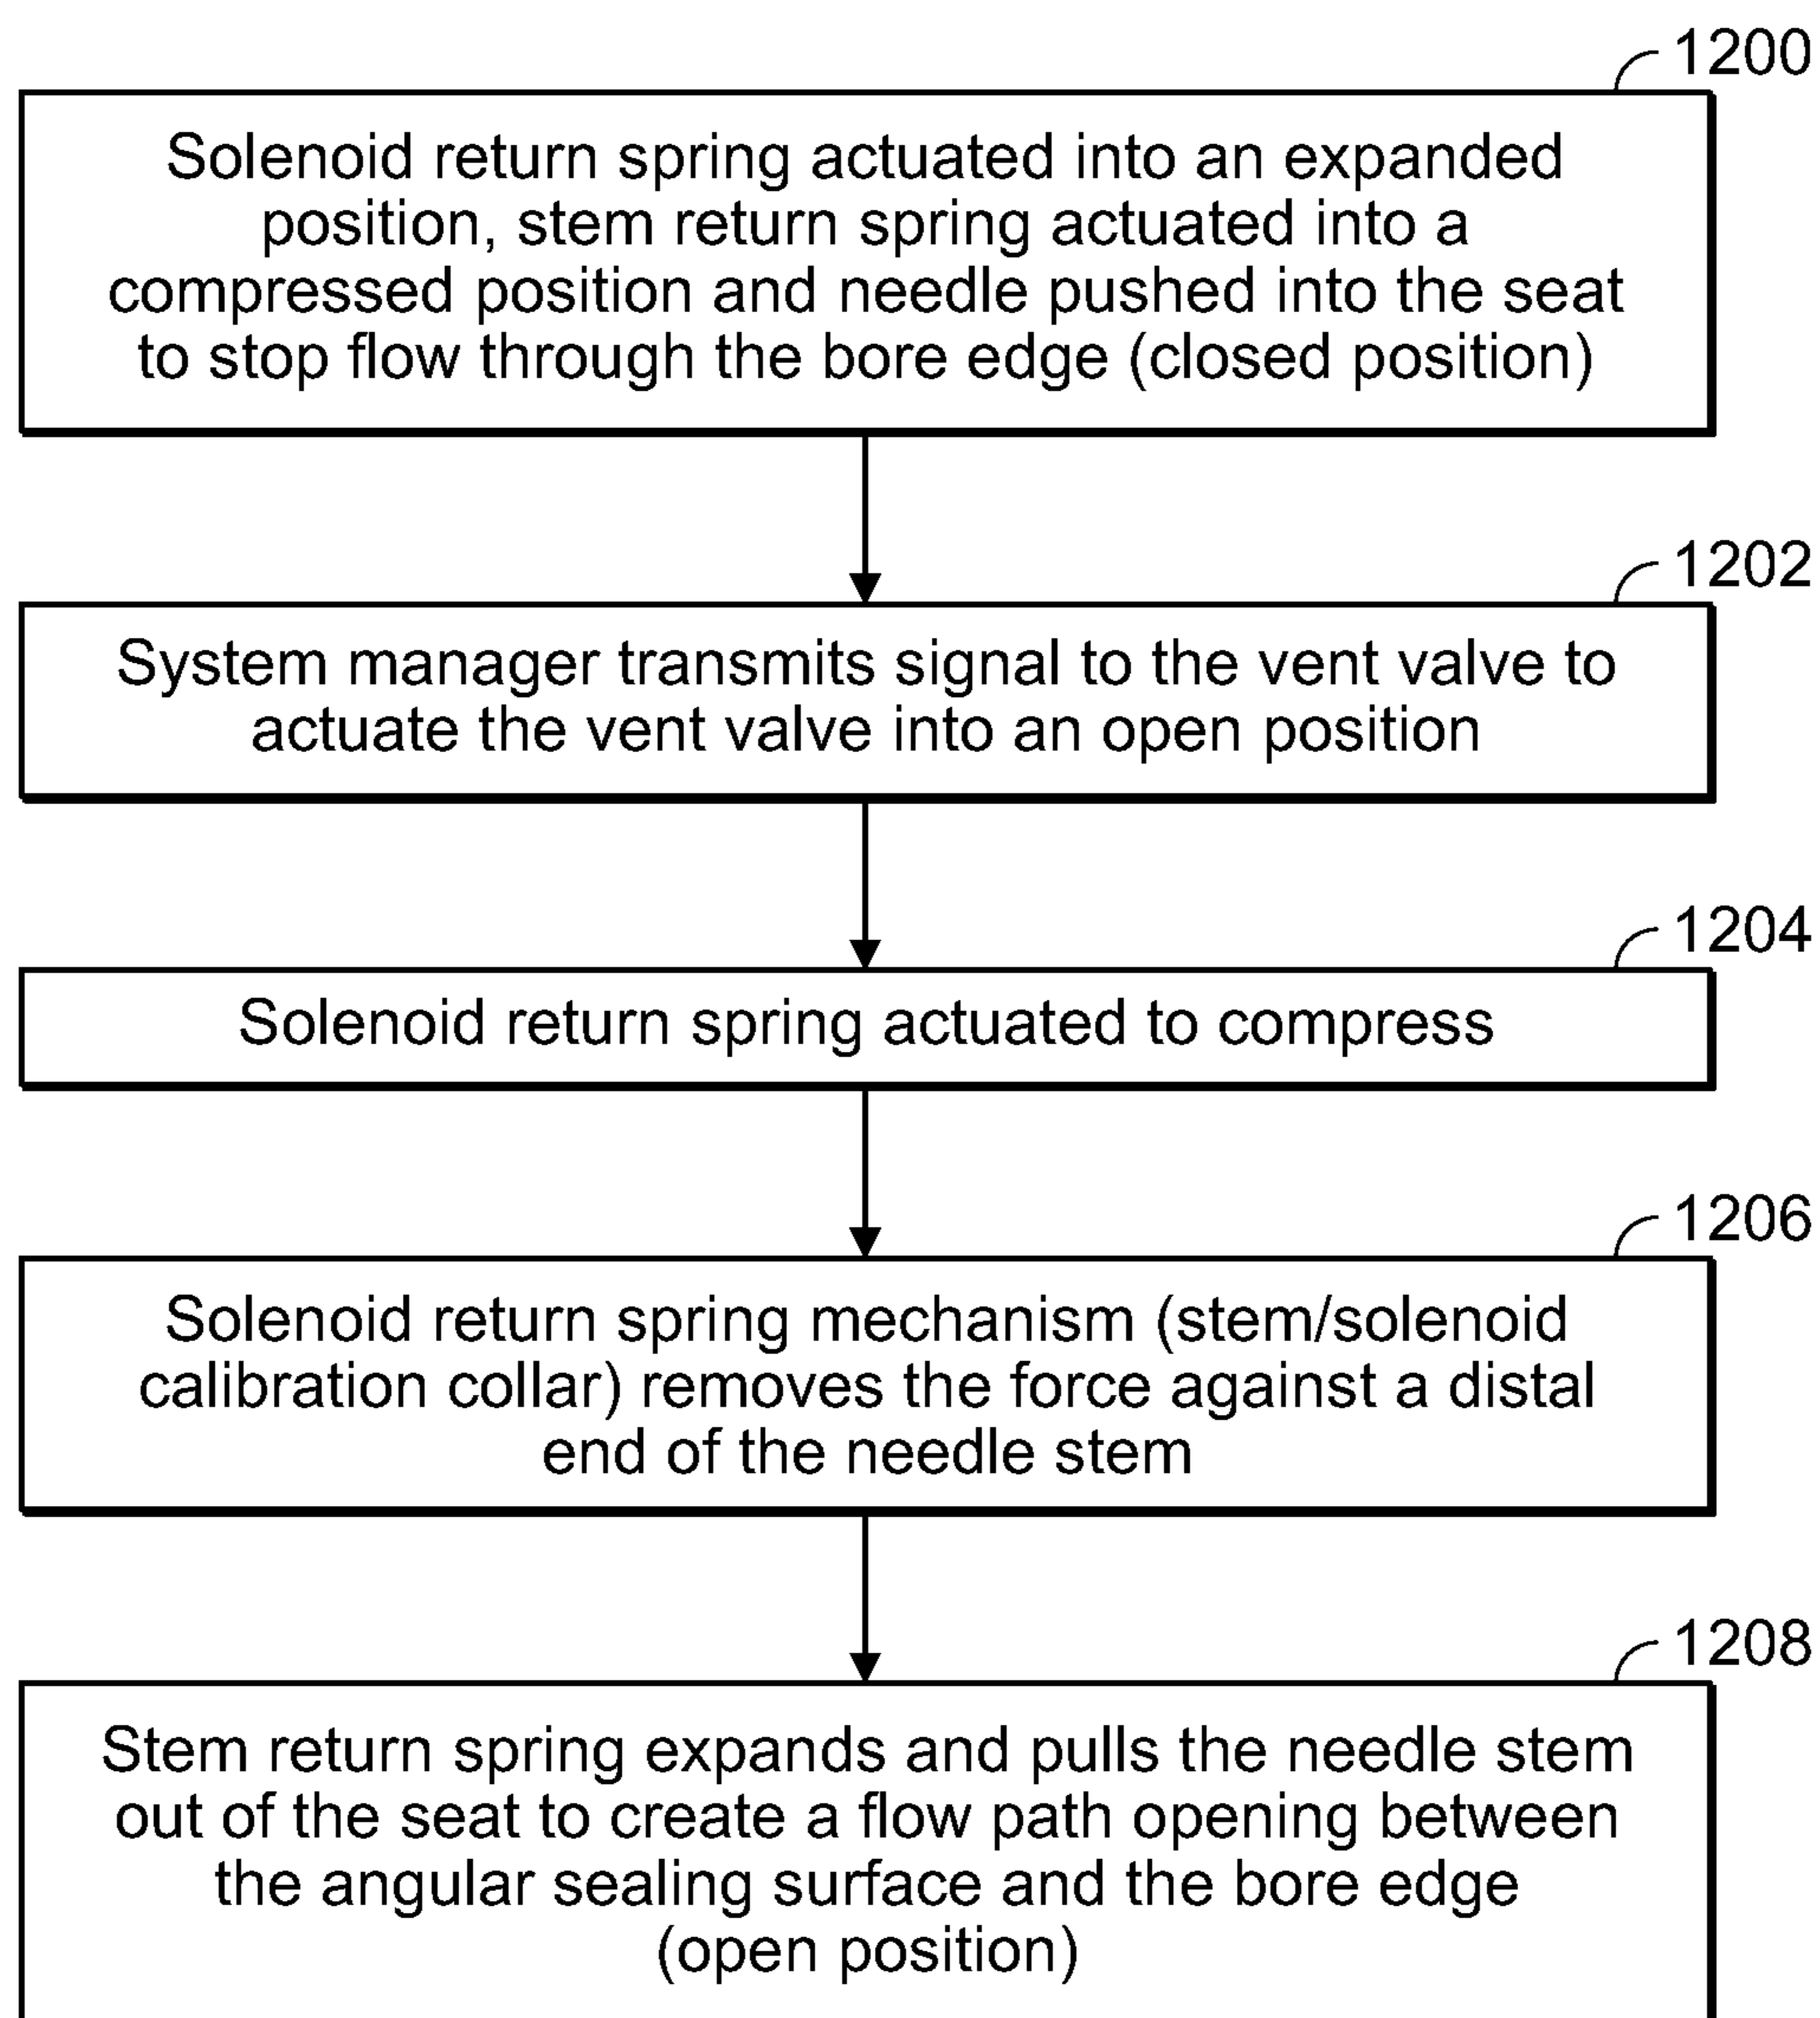 1200
Solenoid return spring actuated into an expanded
position, stem return spring actuated into a
compressed position and needle pushed into the seat
to stop flow through the bore edge (closed position)
1202
System manager transmits signal to the vent valve to
actuate the vent valve into an open position
1204
Solenoid return spring actuated to compress
1206
Solenoid return spring mechanism (stem/solenoid
calibration collar) removes the force against a distal
end of the needle stem
1208
Stem return spring expands and pulls the needle stem
out of the seat to create a flow path opening between
the angular sealing surface and the bore edge
(open position)